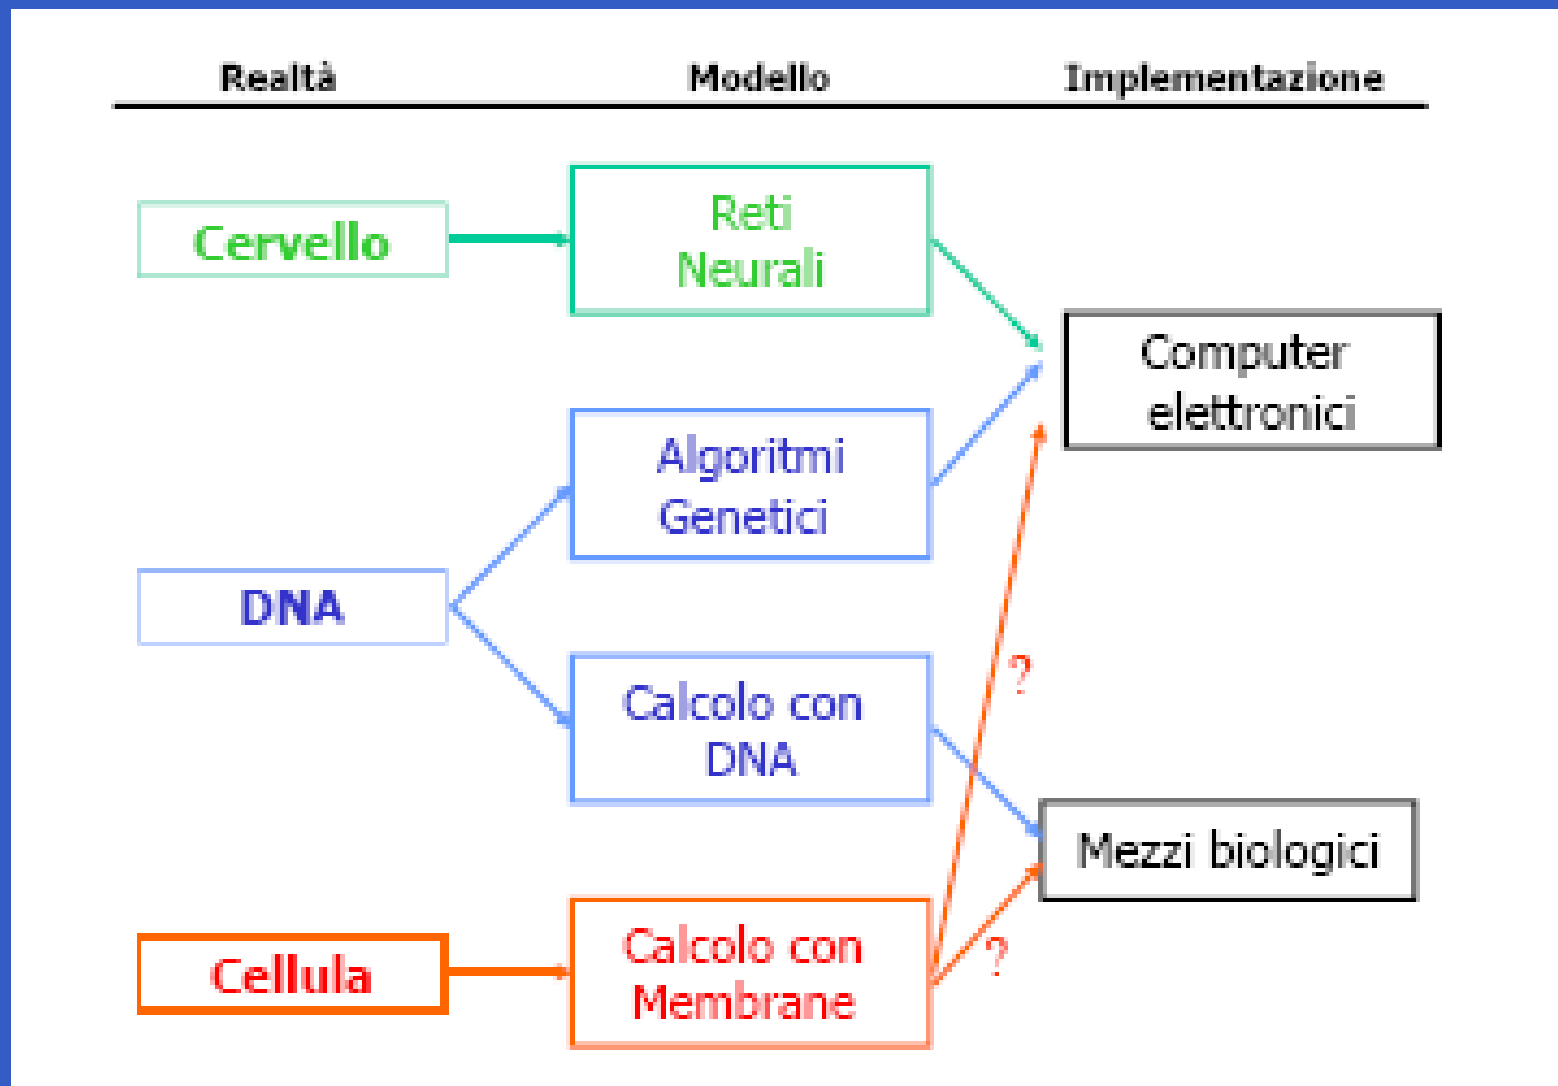 Realtà Modello Implementazione
Cervello
Reti
Neurali
Computer
elettronici
Algoritmi
Genetici
DNA
?
Calcolo con
DNA
Mezzi biologici
Cellula
Calcolo con
Membrane
?